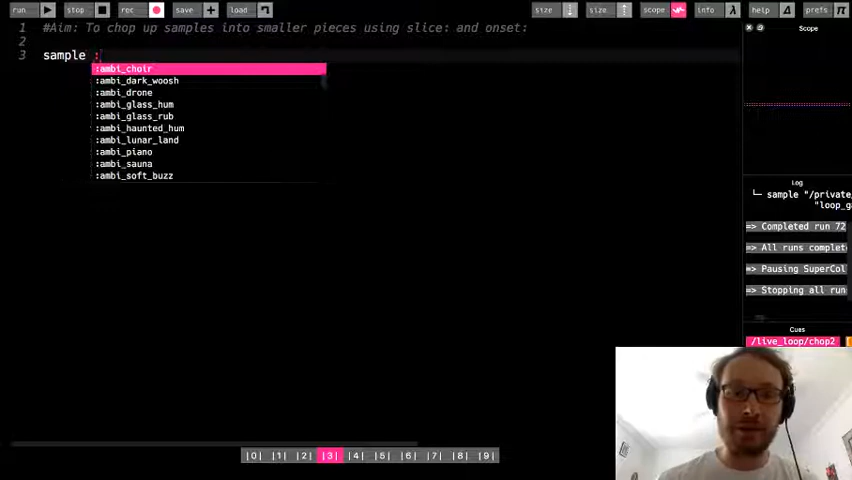 run stop rec save + load size size scope info λ help prefs π
1 #Aim: To chop up samples into smaller pieces using slice: and onset:
2
3 sample :
:ambi_choir
:ambi_dark_woosh
:ambi_drone
:ambi_glass_hum
:ambi_glass_rub
:ambi_haunted_hum
:ambi_lunar_land
:ambi_piano
:ambi_sauna
:ambi_soft_buzz
Scope
Log
└─ sample "/private/
"loop_ga
=> Completed run 72
=> All runs complete
=> Pausing SuperCol
=> Stopping all run
Cues
/live_loop/chop2
|0| |1| |2| |3| |4| |5| |6| |7| |8| |9|